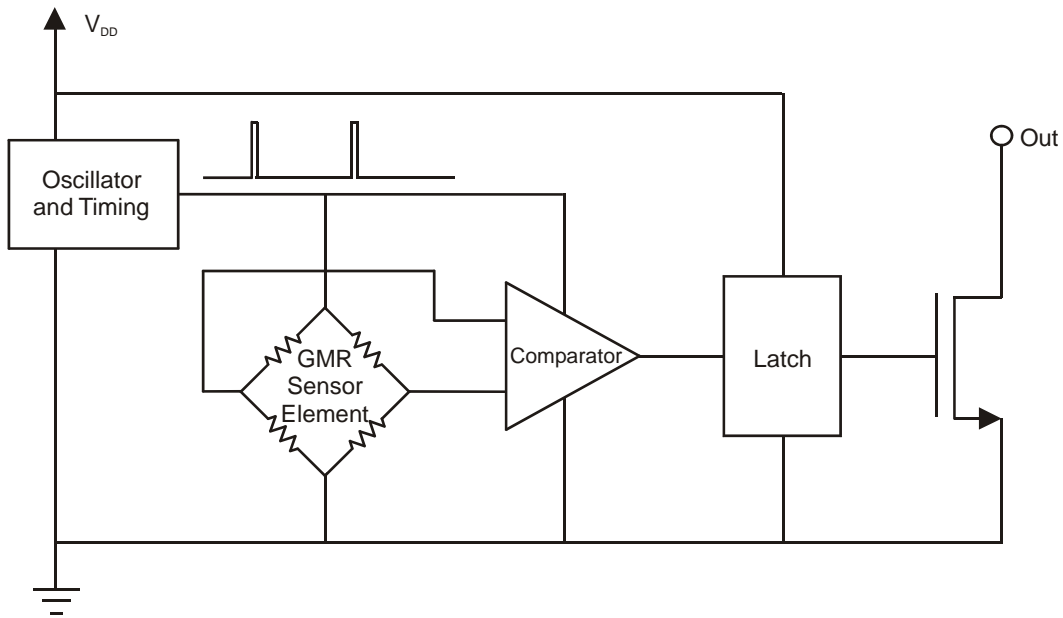 V_DD
Out
Oscillator
and Timing
GMR
Sensor
Element
Comparator
Latch